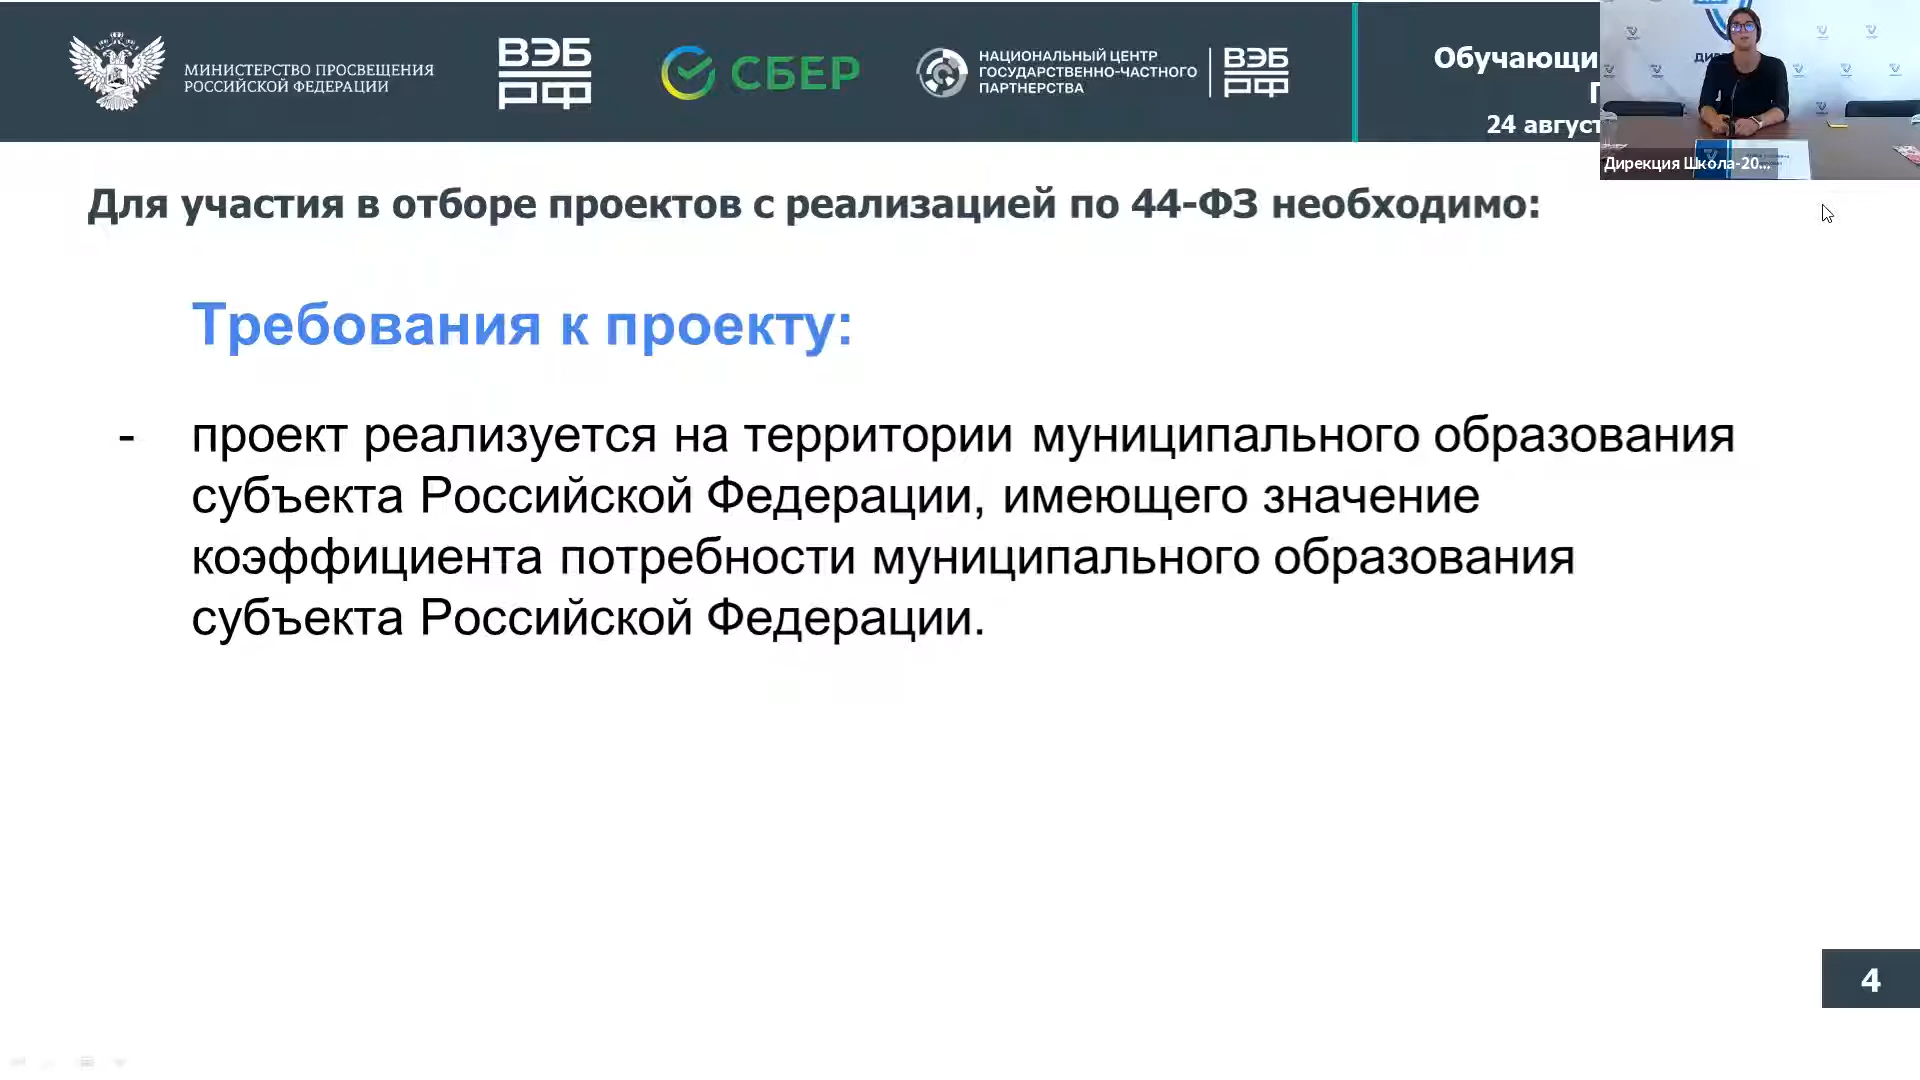 МИНИСТЕРСТВО ПРОСВЕЩЕНИЯ
РОССИЙСКОЙ ФЕДЕРАЦИИ
ВЭБ
РФ
СБЕР
НАЦИОНАЛЬНЫЙ ЦЕНТР
ГОСУДАРСТВЕННО-ЧАСТНОГО
ПАРТНЕРСТВА
ВЭБ
РФ
Обучающи
24 август
Дирекция Школа-20...
Для участия в отборе проектов с реализацией по 44-ФЗ необходимо:
Требования к проекту:
- проект реализуется на территории муниципального образования
субъекта Российской Федерации, имеющего значение
коэффициента потребности муниципального образования
субъекта Российской Федерации.
4